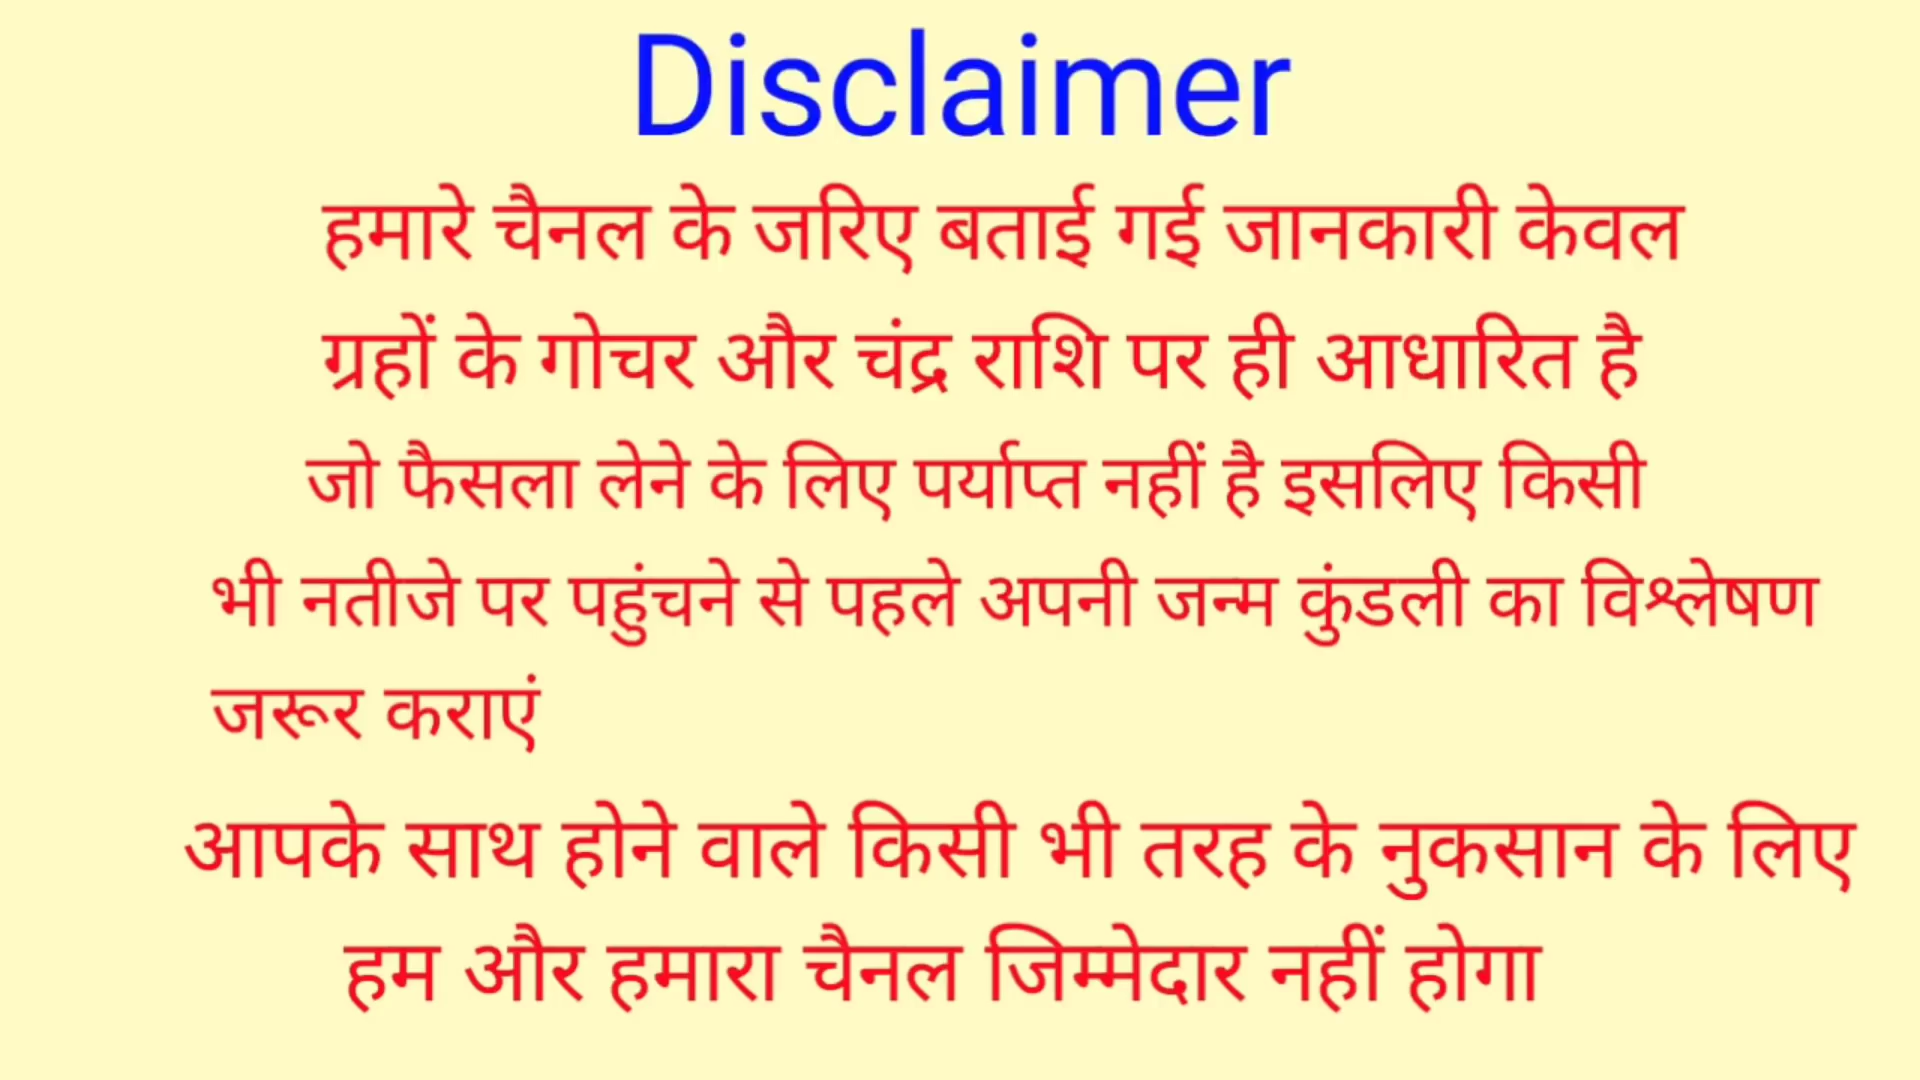 Disclaimer
हमारे चैनल के जरिए बताई गई जानकारी केवल
ग्रहों के गोचर और चंद्र राशि पर ही आधारित है
जो फैसला लेने के लिए पर्याप्त नहीं है इसलिए किसी
भी नतीजे पर पहुंचने से पहले अपनी जन्म कुंडली का विश्लेषण
जरूर कराएं
आपके साथ होने वाले किसी भी तरह के नुकसान के लिए
हम और हमारा चैनल जिम्मेदार नहीं होगा